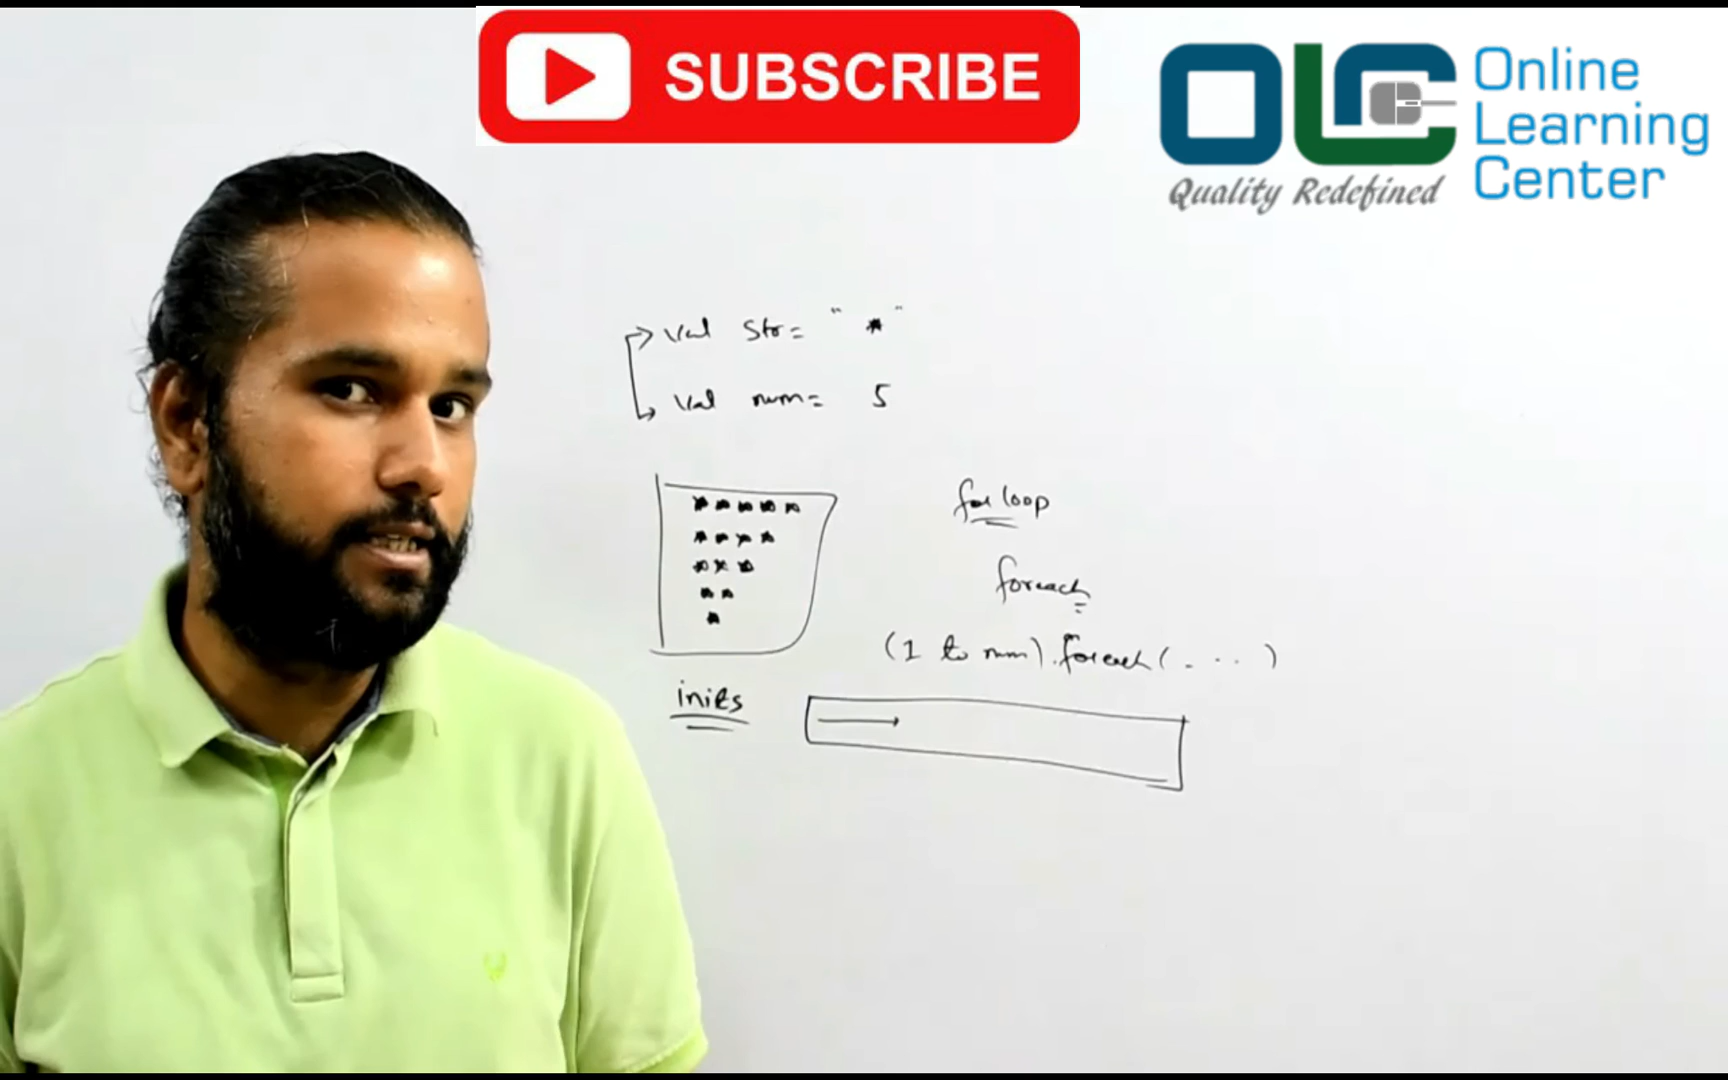 SUBSCRIBE
OLC
Online
Learning
Center
Quality Redefined
val str= "*"
val num= 5
*****
****
***
**
*
for loop
foreach
(1 to num).foreach(....)
inits